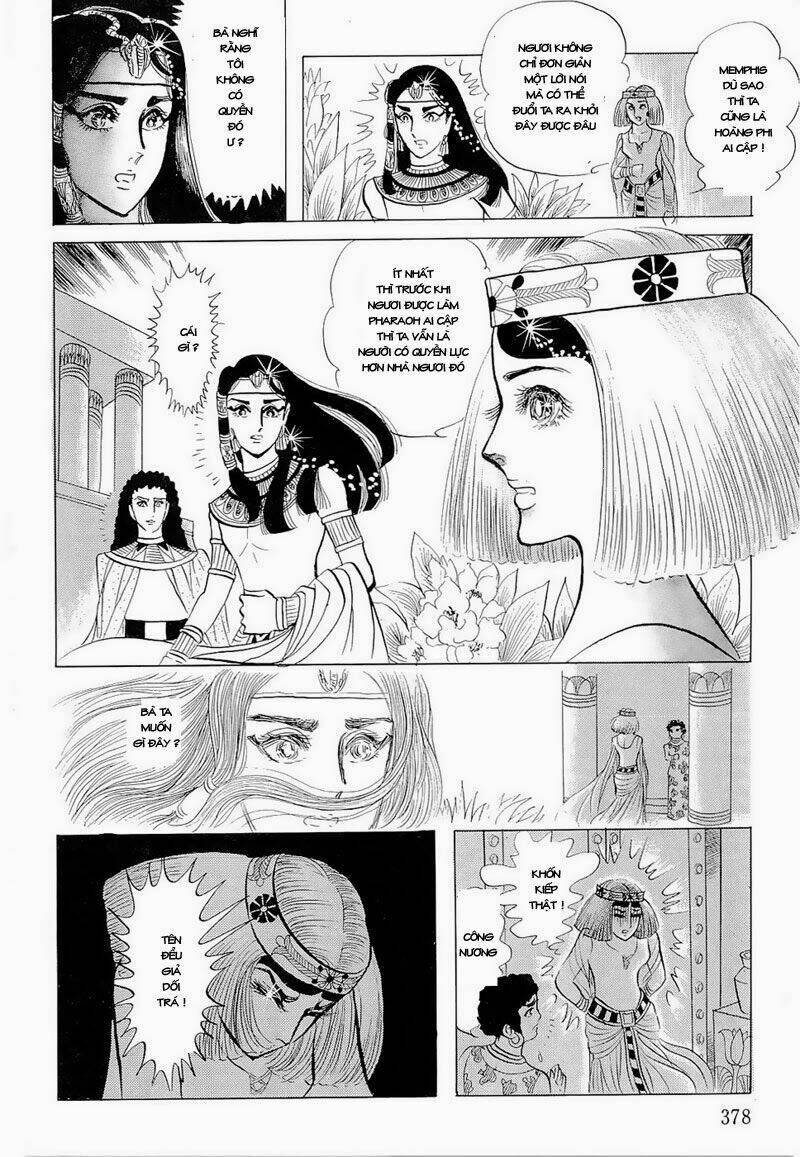 BÀ NGHĨ
RẰNG
TÔI
KHÔNG
CÓ
QUYỀN
ĐÓ
Ư ?
NGƯƠI KHÔNG
CHỈ ĐƠN GIẢN
MỘT LỜI NÓI
MÀ CÓ THỂ
ĐUỔI TA RA KHỎI
ĐÂY ĐƯỢC ĐÂU
MEMPHIS
DÙ SAO
THÌ TA
CŨNG LÀ
HOÀNG PHI
AI CẬP !
CÁI
GÌ ?
ÍT NHẤT
THÌ TRƯỚC KHI
NGƯƠI ĐƯỢC LÀM
PHARAOH AI CẬP
THÌ TA VẪN LÀ
NGƯỜI CÓ QUYỀN LỰC
HƠN NHÀ NGƯƠI ĐÓ
BÀ TA
MUỐN
GÌ ĐÂY ?
TÊN
ĐỂU
GIẢ
DỐI
TRÁ !
KHỐN
KIẾP
THẬT !
CÔNG
NƯƠNG
378